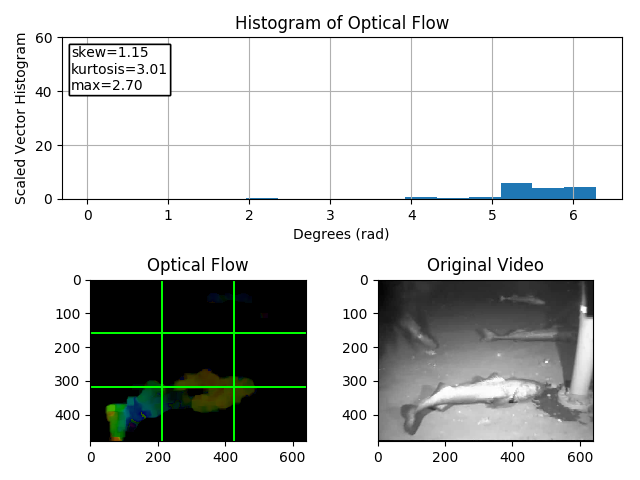 Histogram of Optical Flow
Scaled Vector Histogram
60
40
20
0
skew=1.15
kurtosis=3.01
max=2.70
0 1 2 3 4 5 6
Degrees (rad)
Optical Flow
0
100
200
300
400
0 200 400 600
Original Video
0
100
200
300
400
0 200 400 600